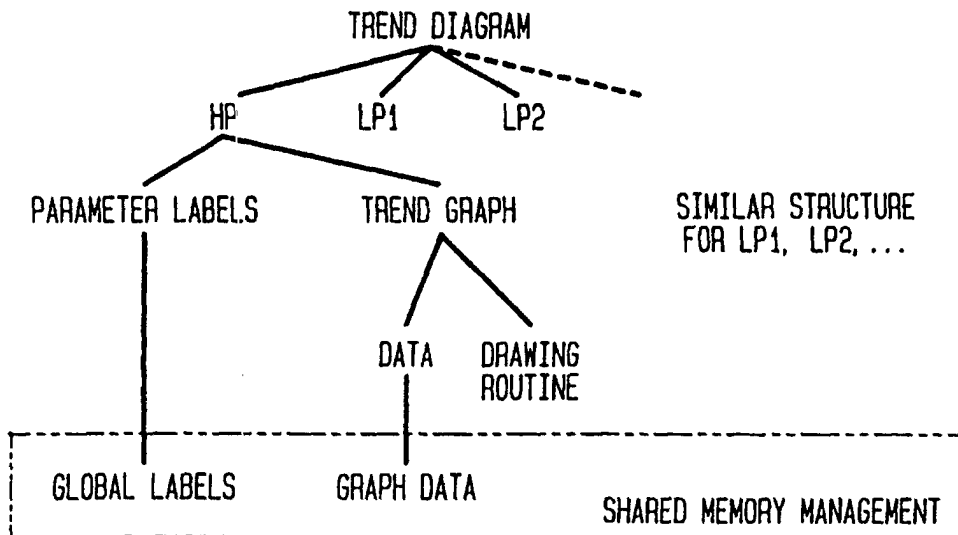 TREND DIAGRAM
HP LP1 LP2
PARAMETER LABELS TREND GRAPH SIMILAR STRUCTURE
FOR LP1, LP2, ...
DATA DRAWING
ROUTINE
GLOBAL LABELS GRAPH DATA
SHARED MEMORY MANAGEMENT